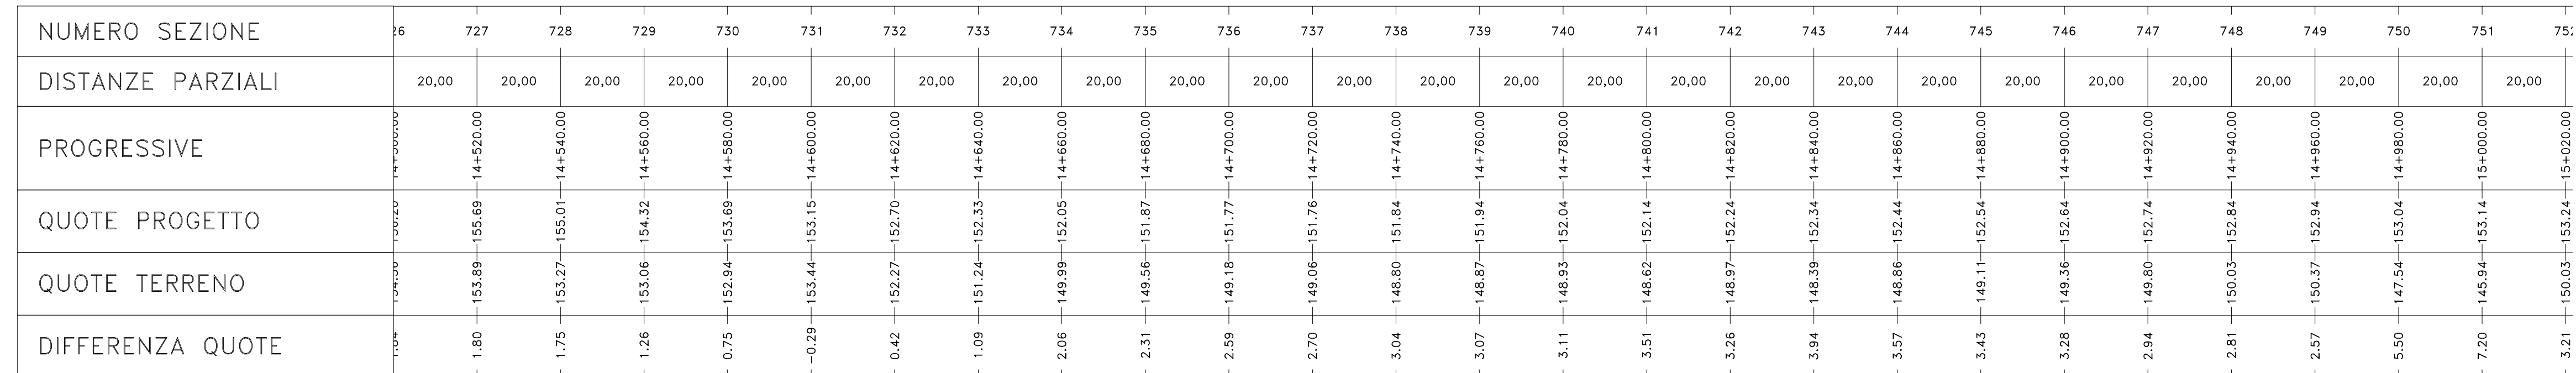 NUMERO SEZIONE 26 727 728 729 730 731 732 733 734 735 736 737 738 739 740 741 742 743 744 745 746 747 748 749 750 751 752
DISTANZE PARZIALI 20,00 20,00 20,00 20,00 20,00 20,00 20,00 20,00 20,00 20,00 20,00 20,00 20,00 20,00 20,00 20,00 20,00 20,00 20,00 20,00 20,00 20,00 20,00 20,00 20,00 20,00
PROGRESSIVE 14+520.00 14+540.00 14+560.00 14+580.00 14+600.00 14+620.00 14+640.00 14+660.00 14+680.00 14+700.00 14+720.00 14+740.00 14+760.00 14+780.00 14+800.00 14+820.00 14+840.00 14+860.00 14+880.00 14+900.00 14+920.00 14+940.00 14+960.00 14+980.00 15+000.00 15+020.00
QUOTE PROGETTO 155.69 155.01 154.32 153.69 153.15 152.70 152.33 152.05 151.87 151.77 151.76 151.84 151.94 152.04 152.14 152.24 152.34 152.44 152.54 152.64 152.74 152.84 152.94 153.04 153.14 153.24
QUOTE TERRENO 153.89 153.27 153.06 152.94 153.44 152.27 151.24 149.99 149.56 149.18 149.06 148.80 148.87 148.93 148.62 148.97 148.39 148.86 149.11 149.36 149.80 150.03 150.37 147.54 145.94 150.03
DIFFERENZA QUOTE 1.80 1.75 1.26 0.75 -0.29 0.42 1.09 2.06 2.31 2.59 2.70 3.04 3.07 3.11 3.51 3.26 3.94 3.57 3.43 3.28 2.94 2.81 2.57 5.50 7.20 3.21